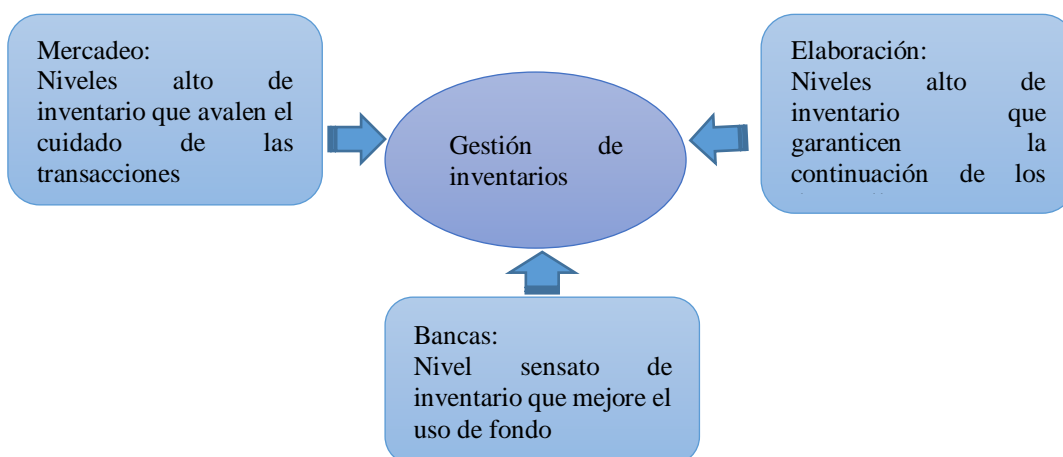 Mercadeo:
Niveles alto de
inventario que avalen el
cuidado de las
transacciones
Gestión de
inventarios
Elaboración:
Niveles alto de
inventario que
garanticen la
continuación de los
Bancas:
Nivel sensato de
inventario que mejore el
uso de fondo